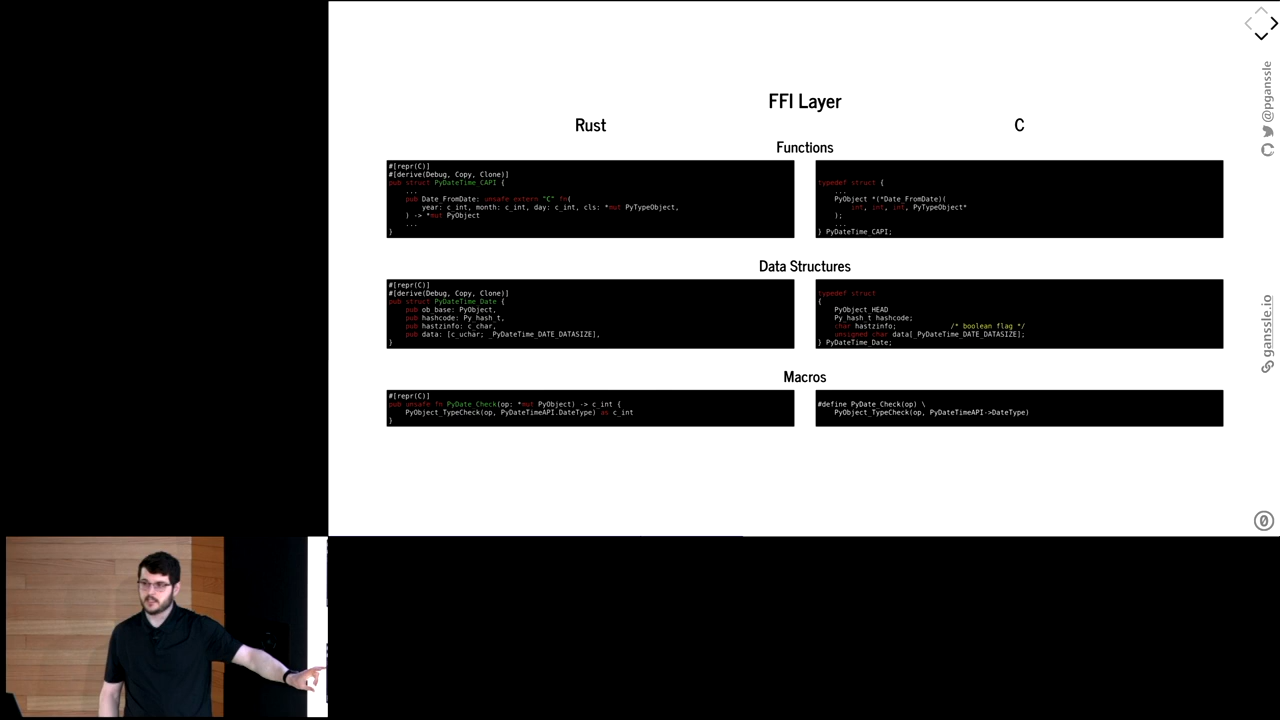 FFI Layer
Rust
C
Functions
#[repr(C)]
#[derive(Debug, Copy, Clone)]
pub struct PyDateTime_CAPI {
    ...
    pub Date_FromDate: unsafe extern "C" fn(
        year: c_int, month: c_int, day: c_int, cls: *mut PyTypeObject,
    ) -> *mut PyObject
    ...
}
typedef struct {
    ...
    PyObject *(*Date_FromDate)(
        int, int, int, PyTypeObject*
    );
    ...
} PyDateTime_CAPI;
Data Structures
#[repr(C)]
#[derive(Debug, Copy, Clone)]
pub struct PyDateTime_Date {
    pub ob_base: PyObject,
    pub hashcode: Py_hash_t,
    pub hastzinfo: c_char,
    pub data: [c_uchar; _PyDateTime_DATE_DATASIZE],
}
typedef struct
{
    PyObject_HEAD
    Py_hash_t hashcode;
    char hastzinfo;             /* boolean flag */
    unsigned char data[_PyDateTime_DATE_DATASIZE];
} PyDateTime_Date;
Macros
#[repr(C)]
pub unsafe fn PyDate_Check(op: *mut PyObject) -> c_int {
    PyObject_TypeCheck(op, PyDateTimeAPI.DateType) as c_int
}
#define PyDate_Check(op) \
    PyObject_TypeCheck(op, PyDateTimeAPI->DateType)
@pganssle
ganssle.io